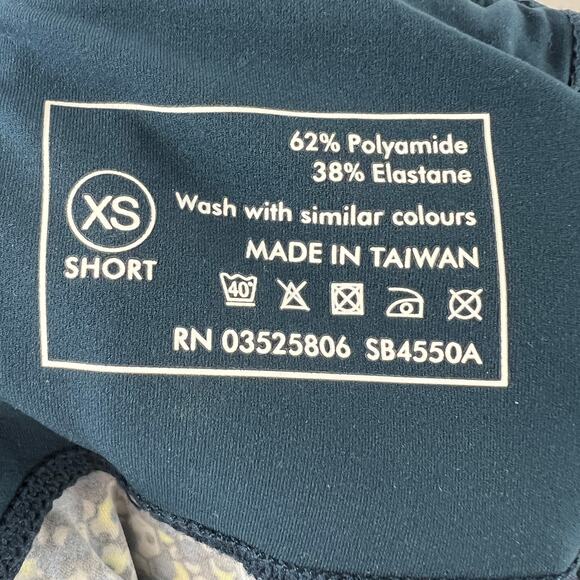 62% Polyamide
38% Elastane
XS
SHORT
Wash with similar colours
MADE IN TAIWAN
40°
RN 03525806 SB4550A